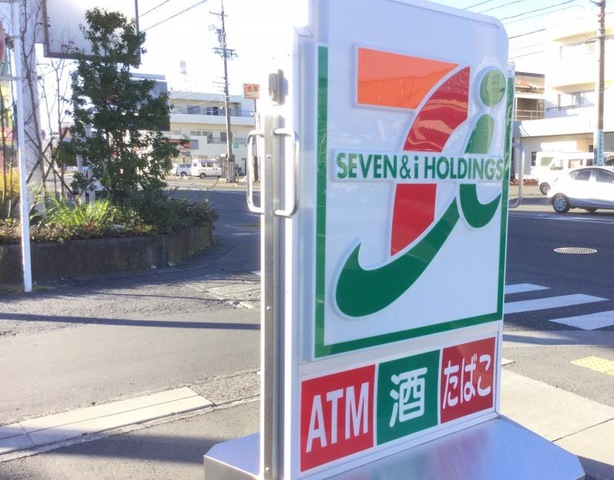 SEVEN&i HOLDINGS
ATM 酒 たばこ